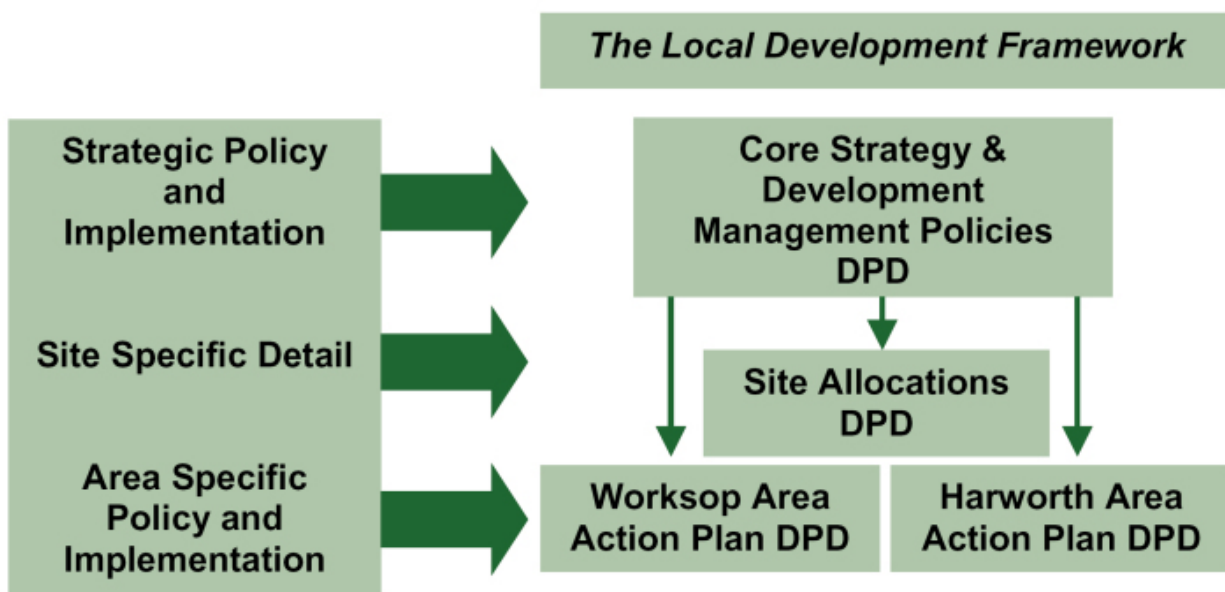 The Local Development Framework
Strategic Policy
and
Implementation
Core Strategy &
Development
Management Policies
DPD
Site Specific Detail
Site Allocations
DPD
Area Specific
Policy and
Implementation
Worksop Area
Action Plan DPD
Harworth Area
Action Plan DPD